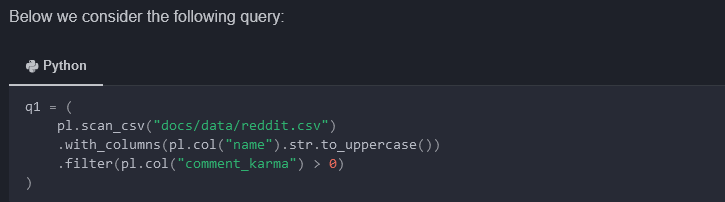 Below we consider the following query:
Python
q1 = (
    pl.scan_csv("docs/data/reddit.csv")
    .with_columns(pl.col("name").str.to_uppercase())
    .filter(pl.col("comment_karma") > 0)
)